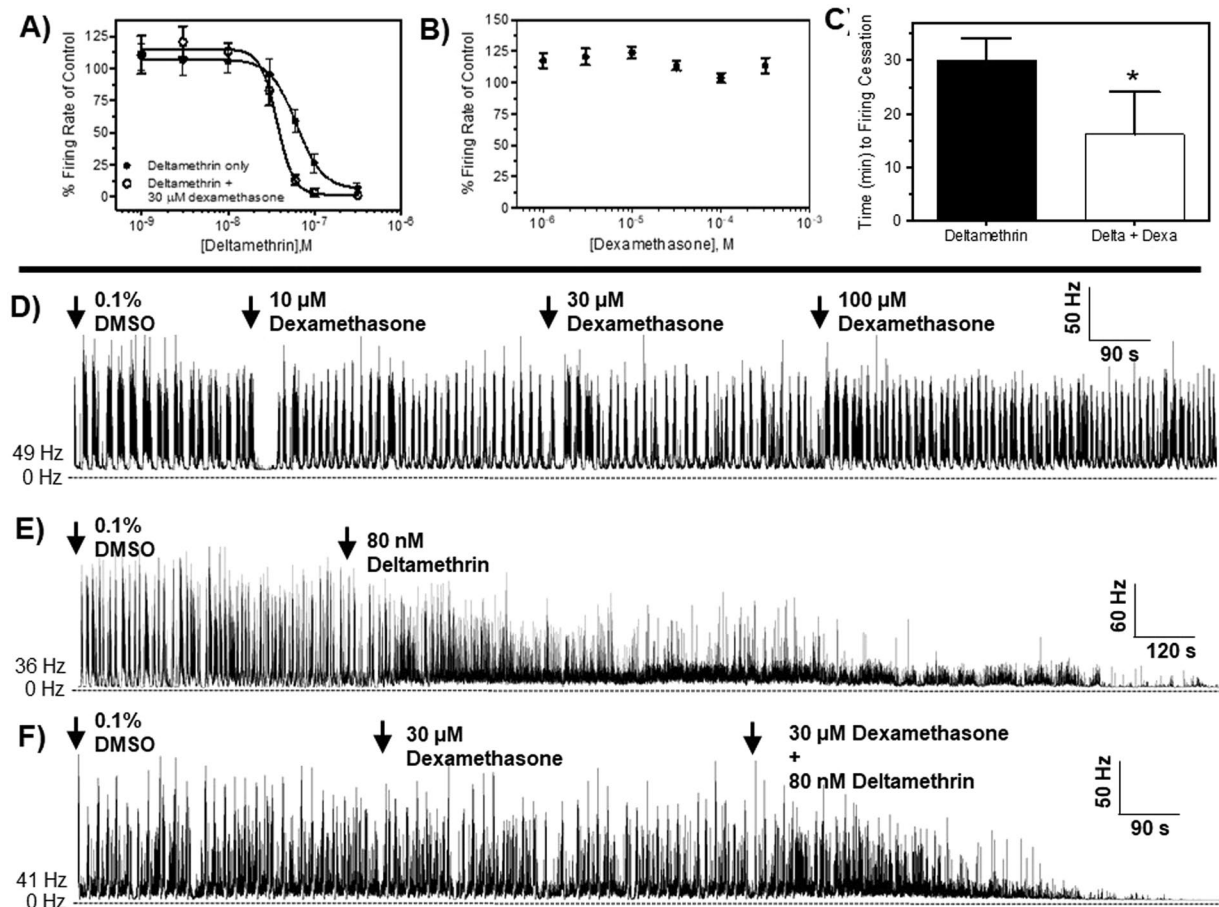 A)
% Firing Rate of Control
125
100
75
50
25
0
Deltamethrin only
Deltamethrin +
30 µM dexamethasone
10⁻⁹ 10⁻⁸ 10⁻⁷ 10⁻⁶
[Deltamethrin],M
B)
% Firing Rate of Control
150
125
100
75
50
25
0
10⁻⁶ 10⁻⁵ 10⁻⁴ 10⁻³
[Dexamethasone], M
C)
Time (min) to Firing Cessation
30
20
10
0
*
Deltamethrin Delta + Dexa
D)
0.1%
DMSO
10 µM
Dexamethasone
30 µM
Dexamethasone
100 µM
Dexamethasone
50 Hz
90 s
49 Hz
0 Hz
E)
0.1%
DMSO
80 nM
Deltamethrin
60 Hz
120 s
36 Hz
0 Hz
F)
0.1%
DMSO
30 µM
Dexamethasone
30 µM Dexamethasone
+
80 nM Deltamethrin
50 Hz
90 s
41 Hz
0 Hz